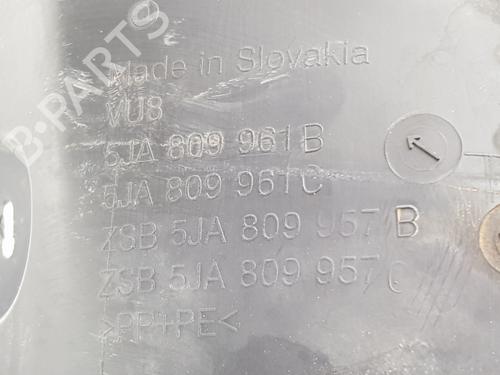 Made in Slovakia
VU8
5JA 809 961 B
5JA 809 961 C
ZSB 5JA 809 957 B
ZSB 5JA 809 957 C
>PP+PE<
B-PARTS